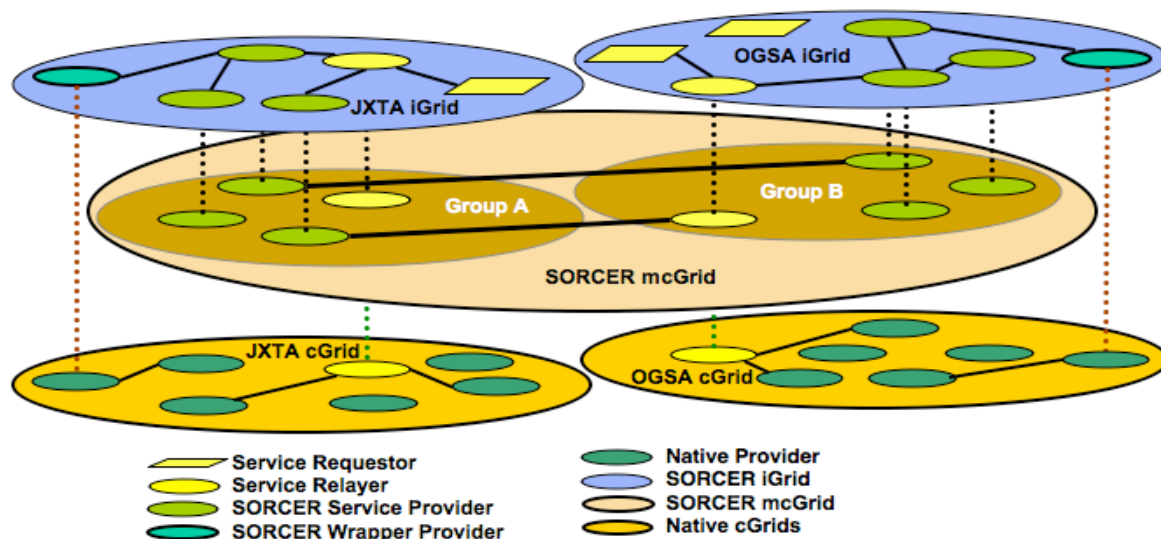 OGSA iGrid
JXTA iGrid
Group A
Group B
SORCER mcGrid
JXTA cGrid
OGSA cGrid
Service Requestor
Service Relayer
SORCER Service Provider
SORCER Wrapper Provider
Native Provider
SORCER iGrid
SORCER mcGrid
Native cGrids